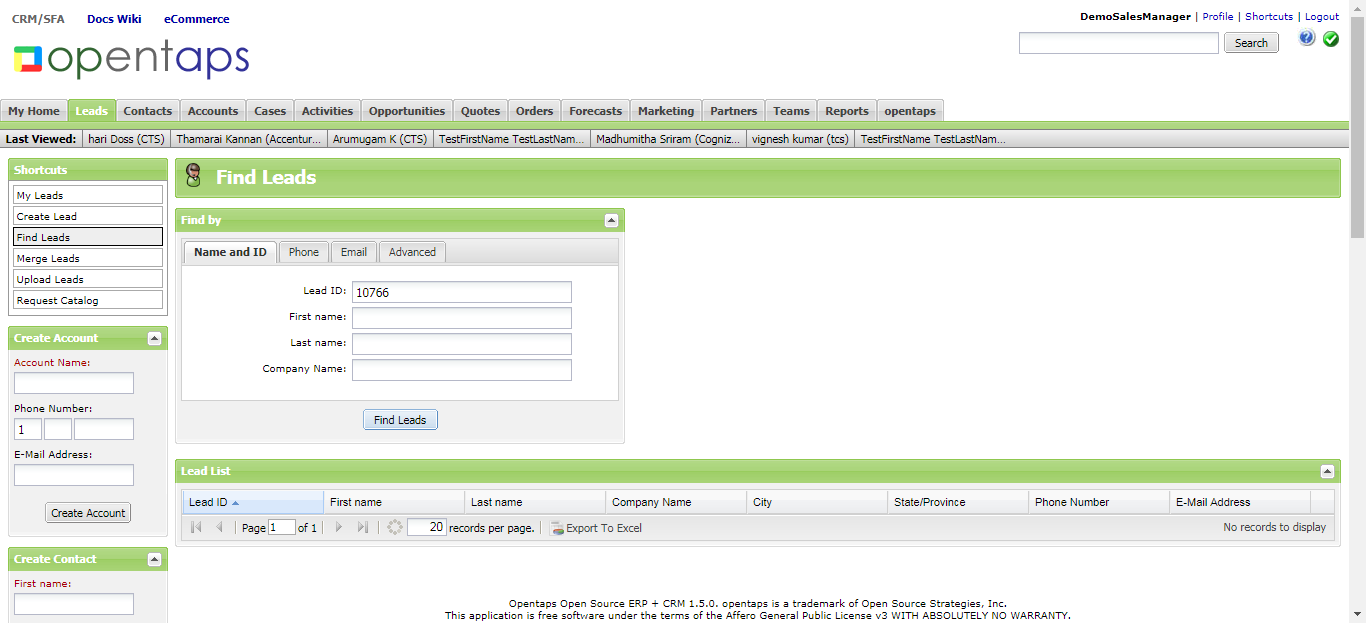 CRM/SFA Docs Wiki eCommerce
DemoSalesManager | Profile | Shortcuts | Logout
opentaps
Search
My Home Leads Contacts Accounts Cases Activities Opportunities Quotes Orders Forecasts Marketing Partners Teams Reports opentaps
Last Viewed: hari Doss (CTS) Thamarai Kannan (Accentur... Arumugam K (CTS) TestFirstName TestLastNam... Madhumitha Sriram (Cogniz... vignesh kumar (tcs) TestFirstName TestLastNam...
Shortcuts
My Leads
Create Lead
Find Leads
Merge Leads
Upload Leads
Request Catalog
Create Account
Account Name:
Phone Number:
1
E-Mail Address:
Create Account
Create Contact
First name:
Find Leads
Find by
Name and ID Phone Email Advanced
Lead ID: 10766
First name:
Last name:
Company Name:
Find Leads
Lead List
Lead ID First name Last name Company Name City State/Province Phone Number E-Mail Address
Page 1 of 1 20 records per page. Export To Excel No records to display
Opentaps Open Source ERP + CRM 1.5.0. opentaps is a trademark of Open Source Strategies, Inc.
This application is free software under the terms of the Affero General Public License v3 WITH ABSOLUTELY NO WARRANTY.